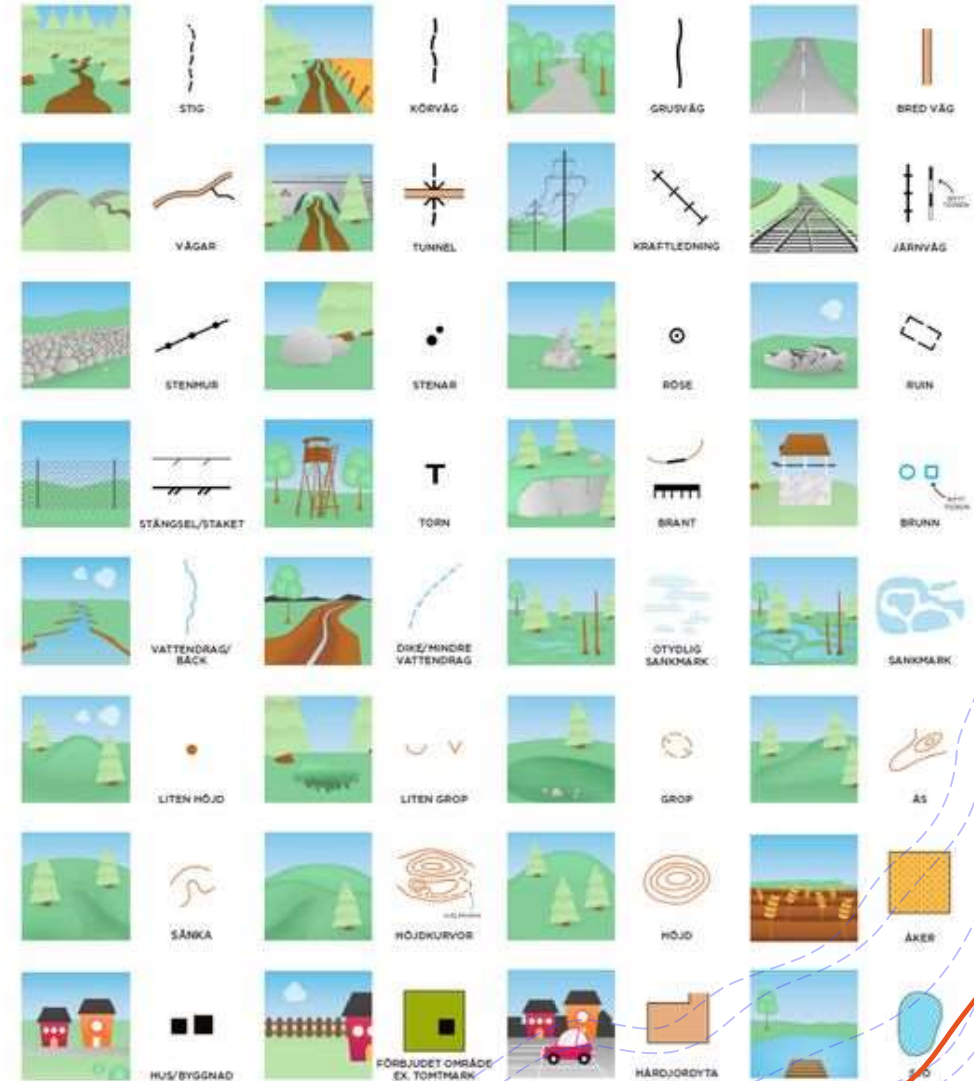 STIG
KÖRVÄG
GRUSVÄG
BRED VÄG
VÄGAR
TUNNEL
KRAFTLEDNING
JÄRNVÄG
STENMUR
STENAR
RÖSE
RUIN
STÄNGSEL/STAKET
TORN
BRANT
BRUNN
VATTENDRAG/
BÄCK
DIKE/MINDRE
VATTENDRAG
OTYDLIG
SANKMARK
SANKMARK
LITEN HÖJD
LITEN GROP
GROP
ÅS
SÄNKA
HÖJDKURVOR
HÖJD
ÅKER
HUS/BYGGNAD
FÖRBJUDET OMRÅDE
EX. TOMTMARK
HÅRDJORDYTA